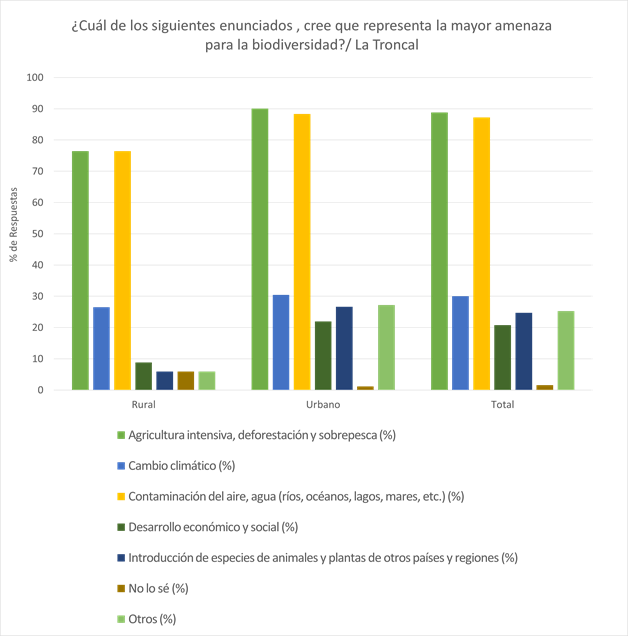 ¿Cuál de los siguientes enunciados , cree que representa la mayor amenaza
para la biodiversidad?/ La Troncal
% de Respuestas
100
90
80
70
60
50
40
30
20
10
0
Rural
Urbano
Total
Agricultura intensiva, deforestación y sobrepesca (%)
Cambio climático (%)
Contaminación del aire, agua (ríos, océanos, lagos, mares, etc.) (%)
Desarrollo económico y social (%)
Introducción de especies de animales y plantas de otros países y regiones (%)
No lo sé (%)
Otros (%)